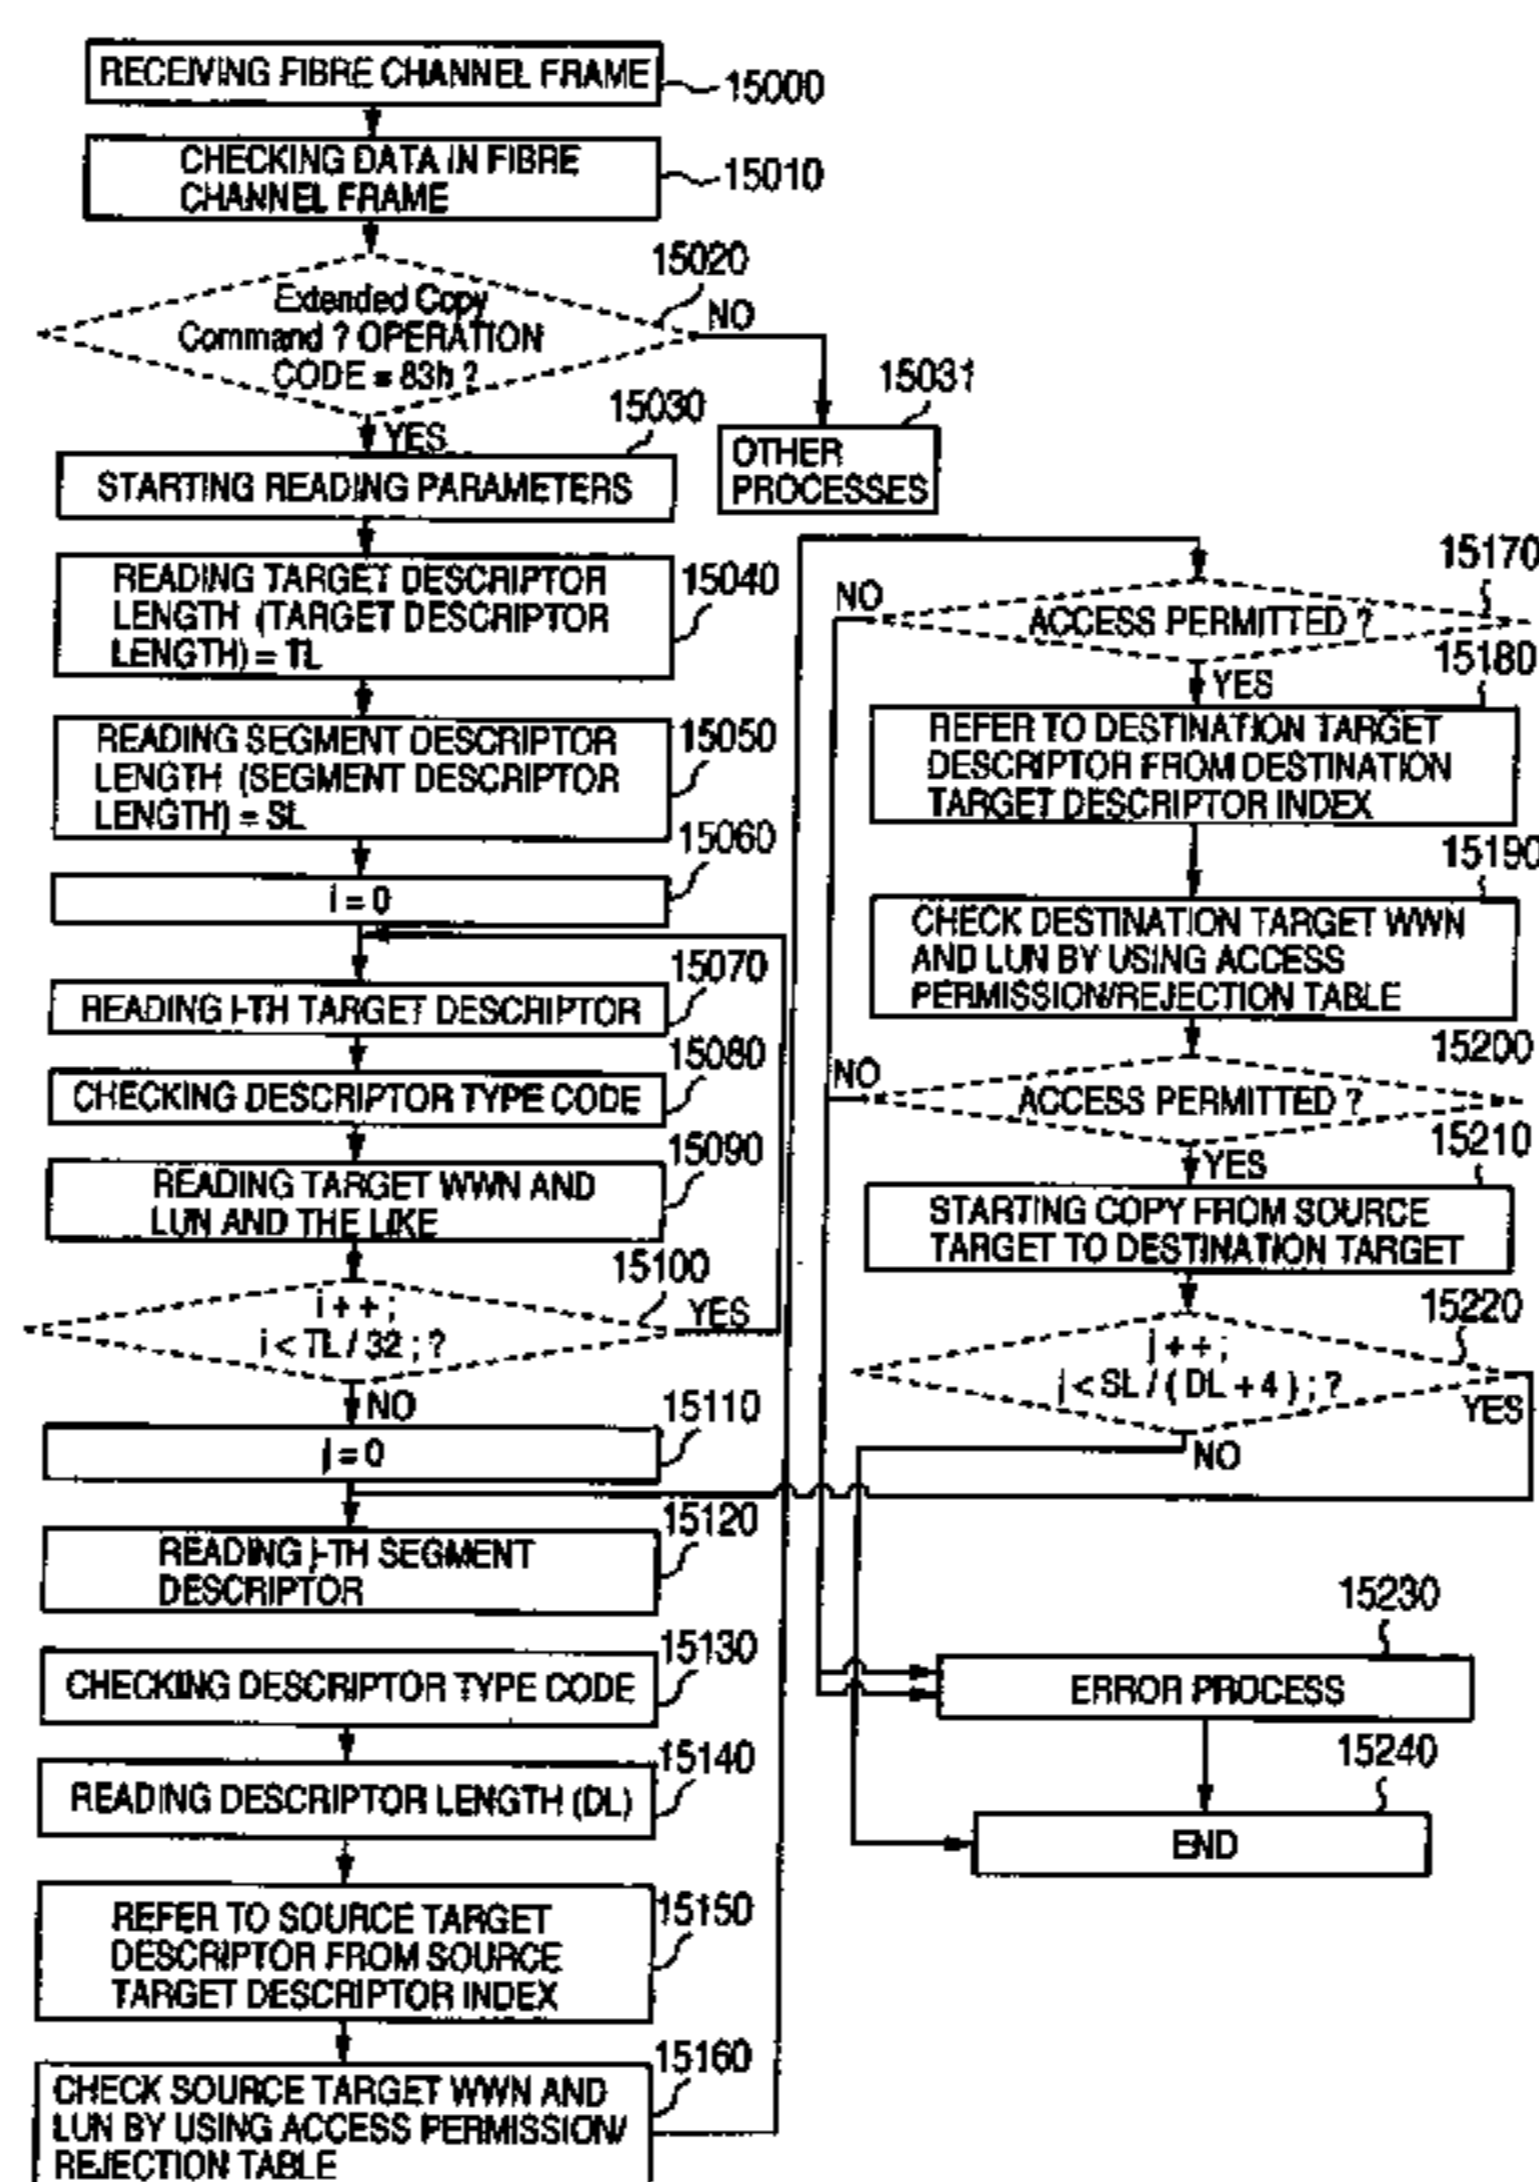 RECEIVING FIBRE CHANNEL FRAME
15000
CHECKING DATA IN FIBRE
CHANNEL FRAME
15010
15020
Extended Copy
Command ? OPERATION
CODE = 83h ?
NO
YES
15031
OTHER
PROCESSES
15030
STARTING READING PARAMETERS
READING TARGET DESCRIPTOR
LENGTH (TARGET DESCRIPTOR
LENGTH) = TL
15040
READING SEGMENT DESCRIPTOR
LENGTH (SEGMENT DESCRIPTOR
LENGTH) = SL
15050
15060
i = 0
15070
READING i-TH TARGET DESCRIPTOR
15080
CHECKING DESCRIPTOR TYPE CODE
15090
READING TARGET WWN AND
LUN AND THE LIKE
15100
i + + ;
i < TL / 32 ; ?
YES
NO
15110
j = 0
15120
READING j-TH SEGMENT
DESCRIPTOR
15130
CHECKING DESCRIPTOR TYPE CODE
15140
READING DESCRIPTOR LENGTH (DL)
15150
REFER TO SOURCE TARGET
DESCRIPTOR FROM SOURCE
TARGET DESCRIPTOR INDEX
15160
CHECK SOURCE TARGET WWN AND
LUN BY USING ACCESS PERMISSION/
REJECTION TABLE
15170
NO
ACCESS PERMITTED ?
YES
15180
REFER TO DESTINATION TARGET
DESCRIPTOR FROM DESTINATION
TARGET DESCRIPTOR INDEX
15190
CHECK DESTINATION TARGET WWN
AND LUN BY USING ACCESS
PERMISSION/REJECTION TABLE
15200
NO
ACCESS PERMITTED ?
YES
15210
STARTING COPY FROM SOURCE
TARGET TO DESTINATION TARGET
15220
j + + ;
j < SL / ( DL + 4 ) ; ?
YES
NO
15230
ERROR PROCESS
15240
END